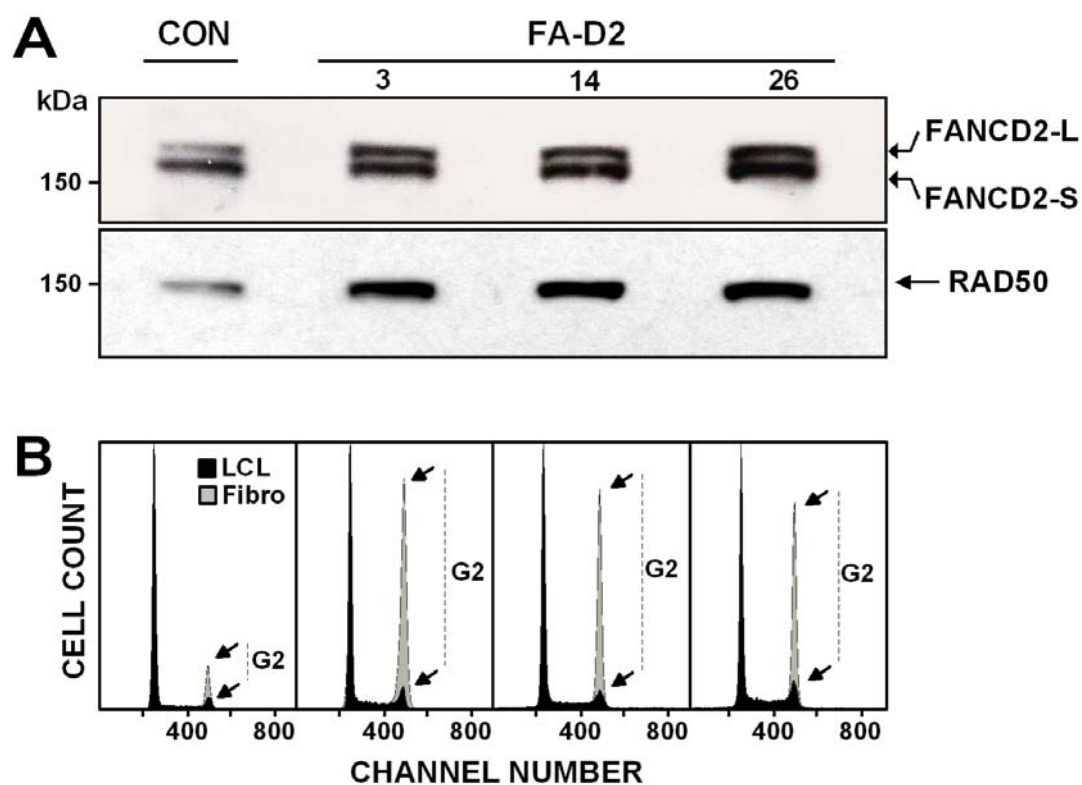 A
CON
FA-D2
3 14 26
kDa
150
FANCD2-L
FANCD2-S
150
RAD50
B
CELL COUNT
LCL
Fibro
G2
G2
G2
G2
400 800 400 800 400 800 400 800
CHANNEL NUMBER